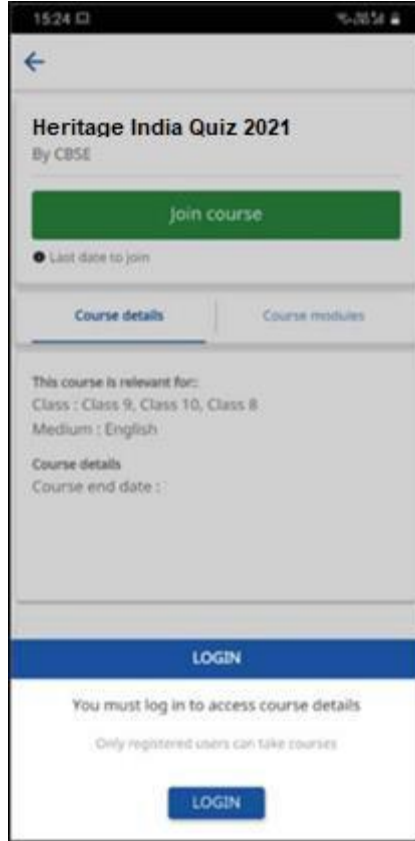 15:24
Heritage India Quiz 2021
By CBSE
Join course
Last date to join
Course details
Course modules
This course is relevant for:
Class : Class 9, Class 10, Class 8
Medium : English
Course details
Course end date :
LOGIN
You must log in to access course details
Only registered users can take courses
LOGIN